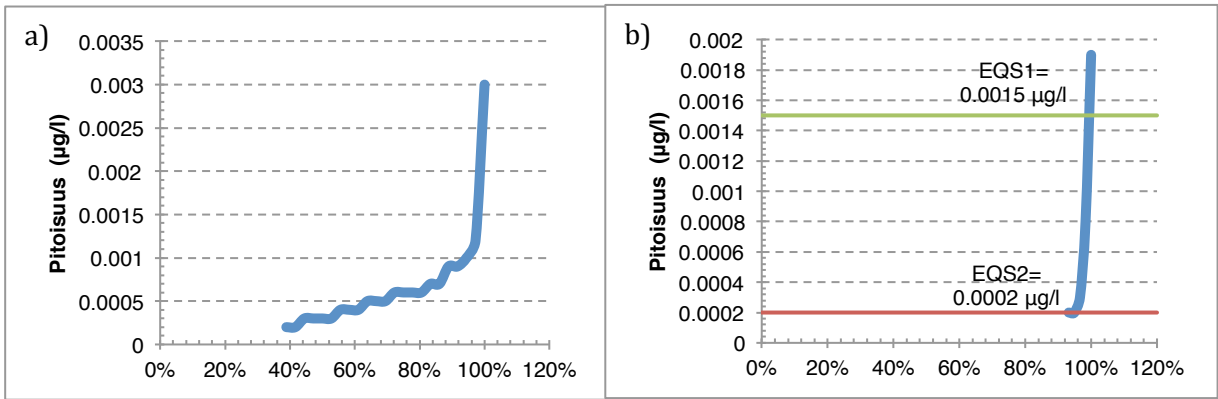 a)
Pitoisuus (µg/l)
0.0035
0.003
0.0025
0.002
0.0015
0.001
0.0005
0
0% 20% 40% 60% 80% 100% 120%
b)
Pitoisuus (µg/l)
0.002
0.0018
0.0016
0.0014
0.0012
0.001
0.0008
0.0006
0.0004
0.0002
0
EQS1=
0.0015 µg/l
EQS2=
0.0002 µg/l
0% 20% 40% 60% 80% 100% 120%